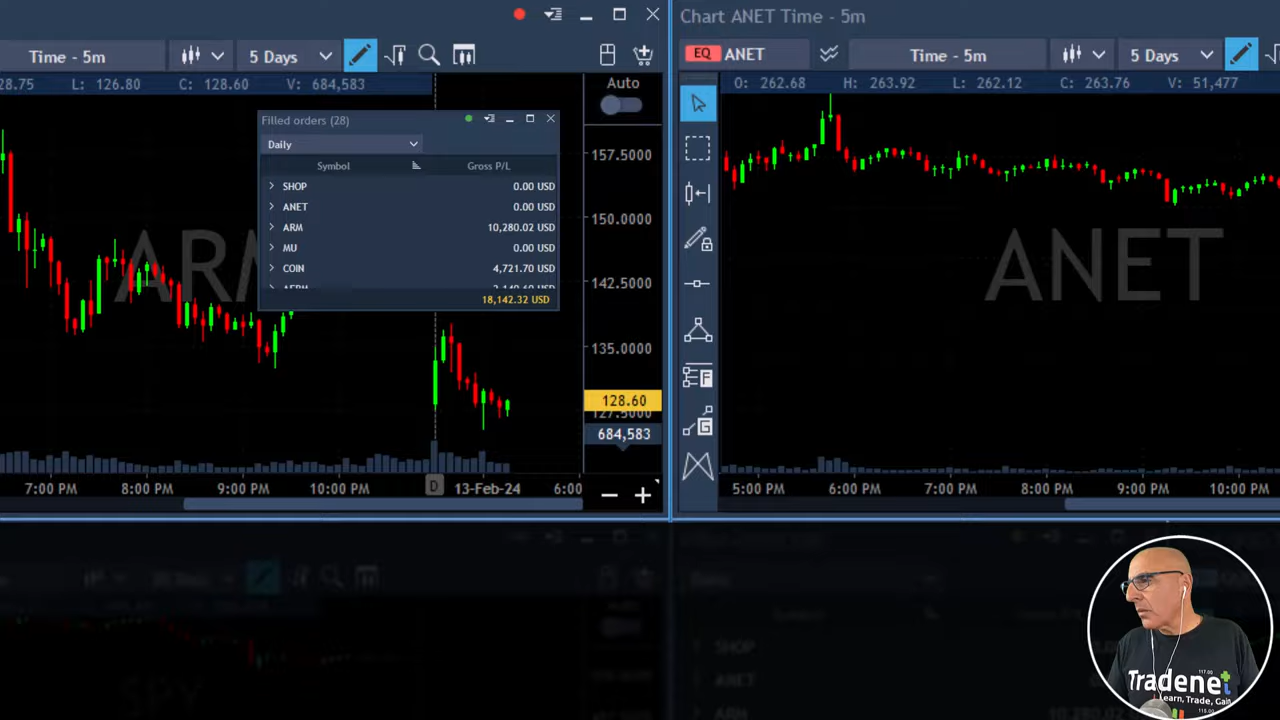 Chart ANET Time - 5m
Time - 5m
5 Days
EQ ANET
Time - 5m
5 Days
28.75 L: 126.80 C: 128.60 V: 684,583
Auto
O: 262.68 H: 263.92 L: 262.12 C: 263.76 V: 51,477
Filled orders (28)
Daily
Symbol Gross P/L
SHOP 0.00 USD
ANET 0.00 USD
ARM 10,280.02 USD
MU 0.00 USD
COIN 4,721.70 USD
18,142.32 USD
ARM
ANET
157.5000
150.0000
142.5000
135.0000
128.60
127.5000
684,583
F
G
7:00 PM 8:00 PM 9:00 PM 10:00 PM D 13-Feb-24 6:00
5:00 PM 6:00 PM 7:00 PM 8:00 PM 9:00 PM 10:00 PM
SPY
SHOP
ANET
ARM
Tradenet
Learn, Trade, Gain